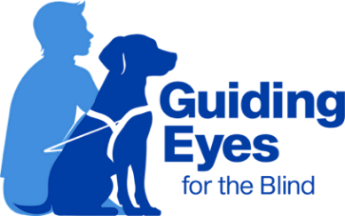 Guiding
Eyes
for the Blind